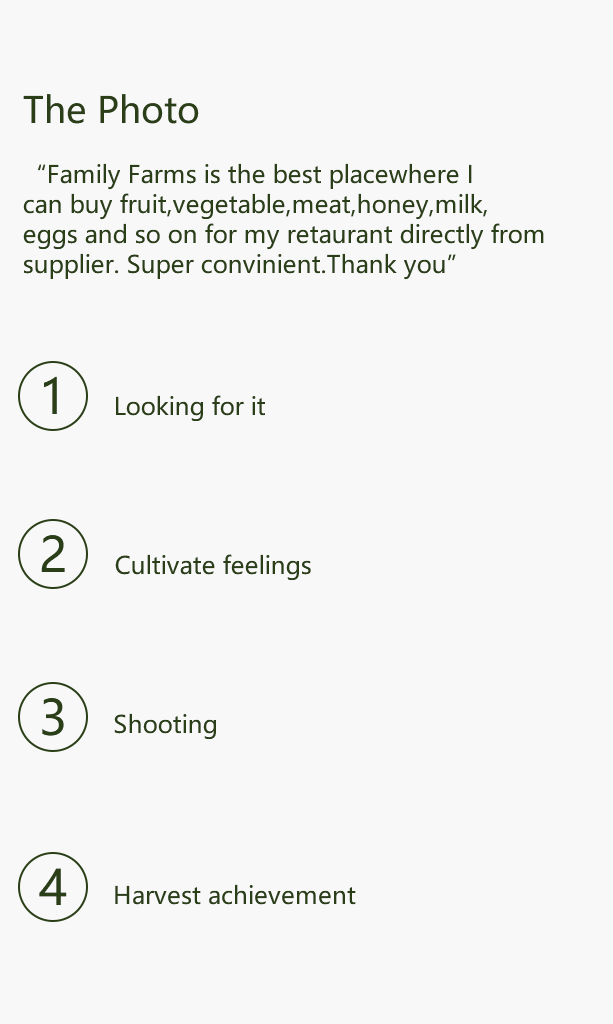 The Photo
“Family Farms is the best placewhere I
can buy fruit,vegetable,meat,honey,milk,
eggs and so on for my retaurant directly from
supplier. Super convinient.Thank you”
1 Looking for it
2 Cultivate feelings
3 Shooting
4 Harvest achievement